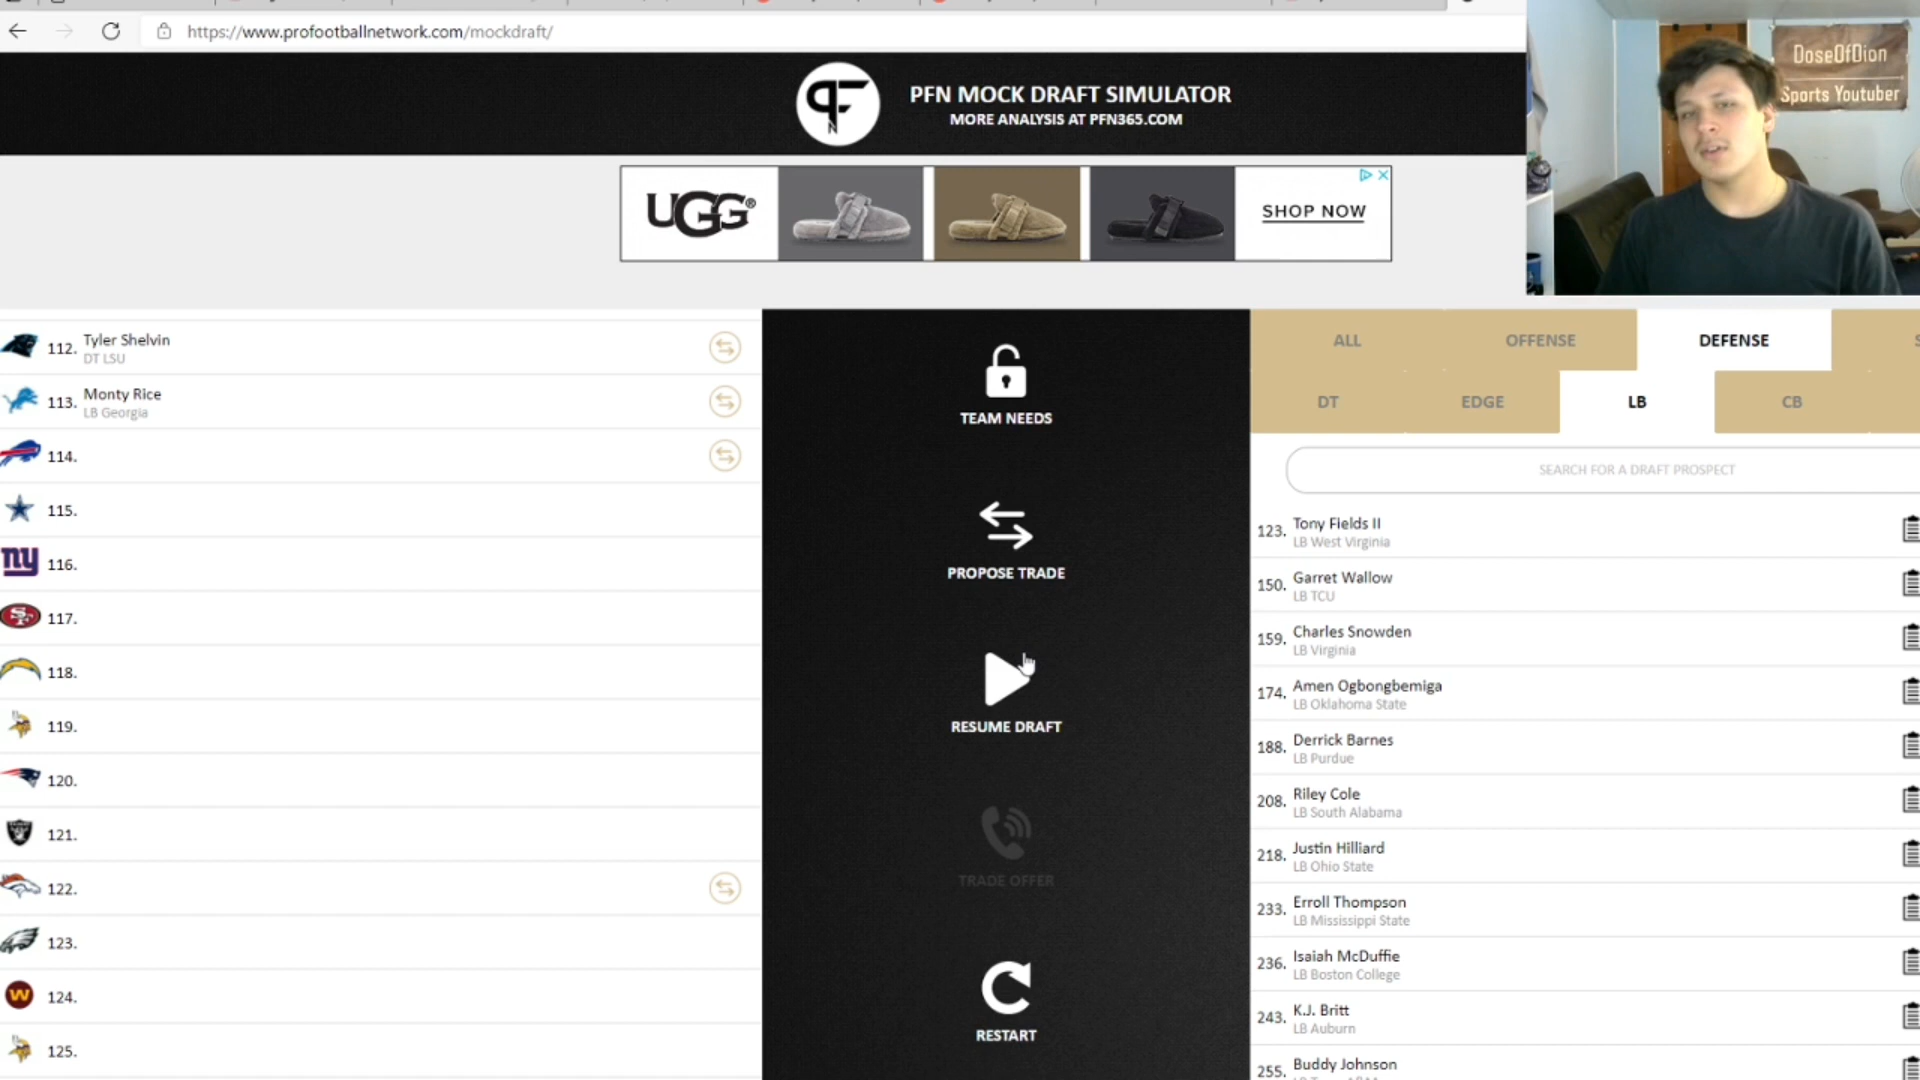 https://www.profootballnetwork.com/mockdraft/
PFN
PFN MOCK DRAFT SIMULATOR
MORE ANALYSIS AT PFN365.COM
DoseOfDion
Sports Youtuber
UGG®
SHOP NOW
112. Tyler Shelvin
DT LSU
113. Monty Rice
LB Georgia
114.
115.
116.
ny
117.
SF
118.
119.
120.
121.
122.
123.
124.
W
125.
TEAM NEEDS
PROPOSE TRADE
RESUME DRAFT
TRADE OFFER
RESTART
ALL
OFFENSE
DEFENSE
S
DT
EDGE
LB
CB
SEARCH FOR A DRAFT PROSPECT
123. Tony Fields II
LB West Virginia
150. Garret Wallow
LB TCU
159. Charles Snowden
LB Virginia
174. Amen Ogbongbemiga
LB Oklahoma State
188. Derrick Barnes
LB Purdue
208. Riley Cole
LB South Alabama
218. Justin Hilliard
LB Ohio State
233. Erroll Thompson
LB Mississippi State
236. Isaiah McDuffie
LB Boston College
243. K.J. Britt
LB Auburn
255. Buddy Johnson